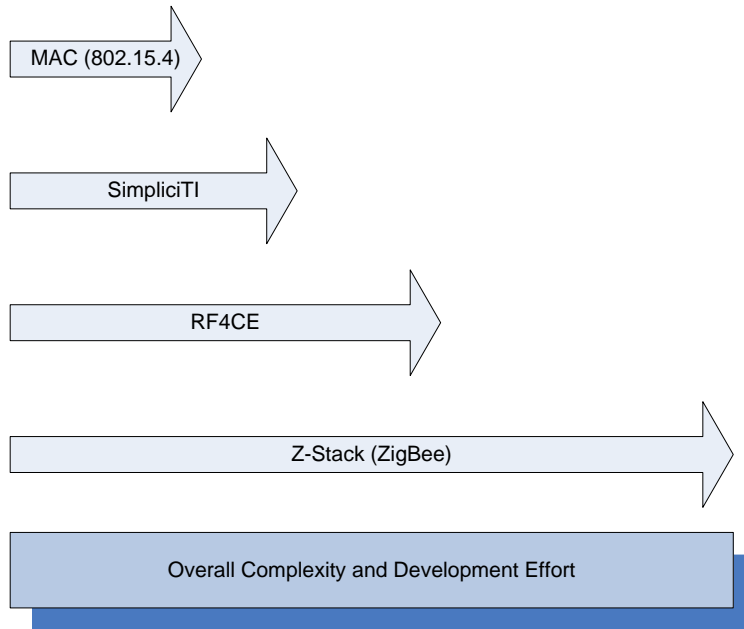 MAC (802.15.4)
SimpliciTI
RF4CE
Z-Stack (ZigBee)
Overall Complexity and Development Effort